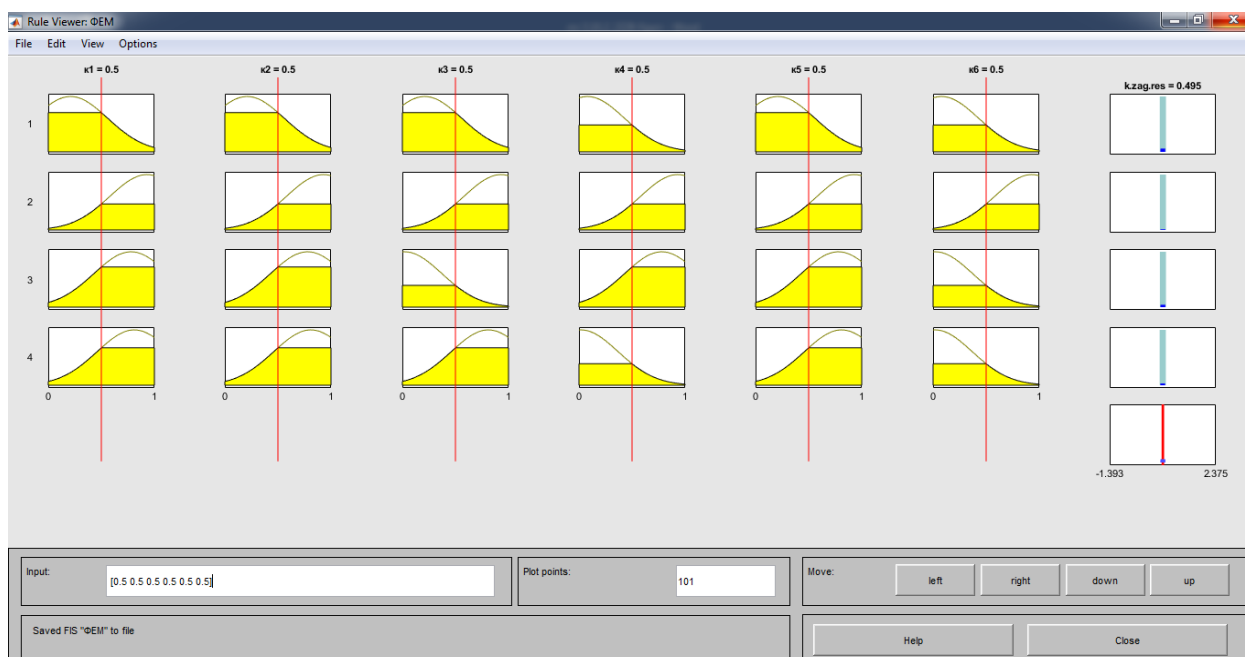 Rule Viewer: ФЕМ
File Edit View Options
к1 = 0.5 к2 = 0.5 к3 = 0.5 к4 = 0.5 к5 = 0.5 к6 = 0.5
k.zag.res = 0.495
1
2
3
4
0 1 0 1 0 1 0 1 0 1 0 1
-1.393 2.375
Input: [0.5 0.5 0.5 0.5 0.5 0.5]
Plot points: 101
Move: left right down up
Saved FIS "ФЕМ" to file
Help Close